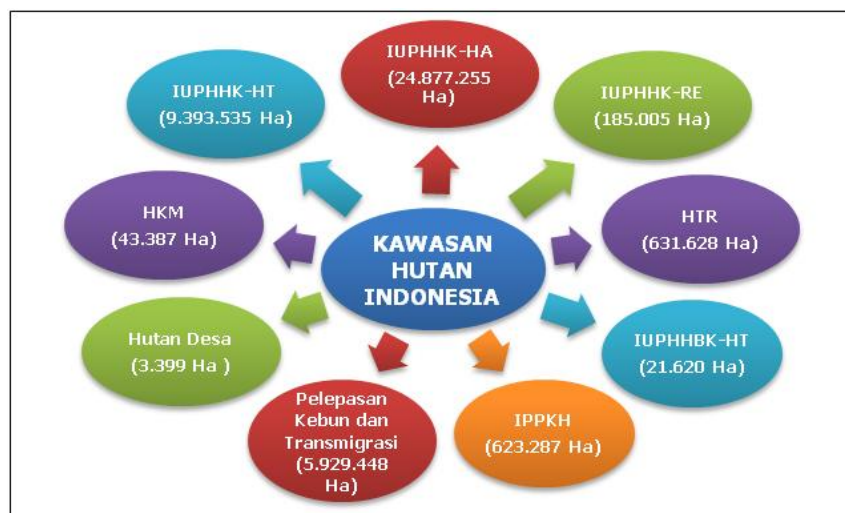 IUPHHK-HA
(24.877.255
Ha)
IUPHHK-HT
(9.393.535 Ha)
IUPHHK-RE
(185.005 Ha)
HKM
(43.387 Ha)
KAWASAN
HUTAN
INDONESIA
HTR
(631.628 Ha)
Hutan Desa
(3.399 Ha )
IUPHHBK-HT
(21.620 Ha)
Pelepasan
Kebun dan
Transmigrasi
(5.929.448
Ha)
IPPKH
(623.287 Ha)